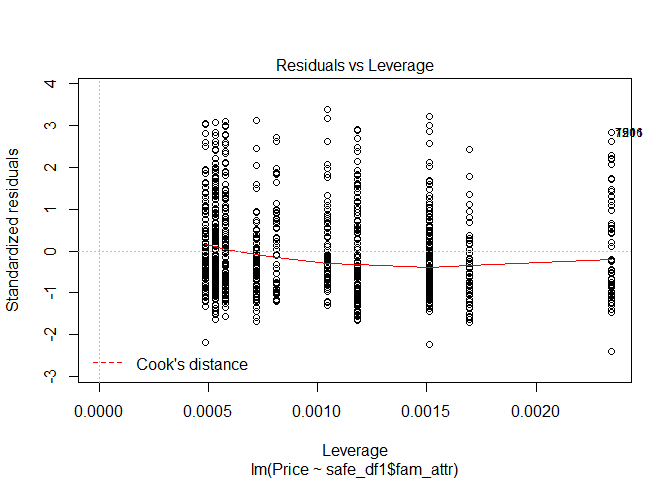 Residuals vs Leverage
Standardized residuals
4
3
2
1
0
-1
-2
-3
Cook's distance
0.0000 0.0005 0.0010 0.0015 0.0020
Leverage
lm(Price ~ safe_df1$fam_attr)